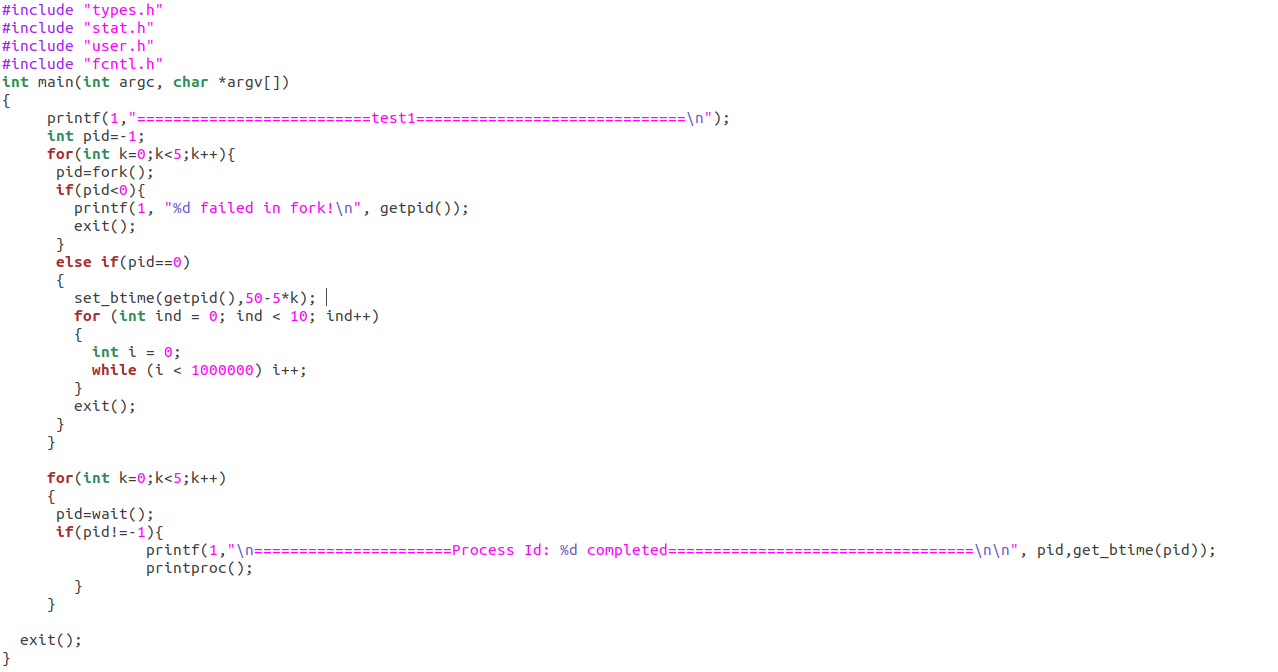 #include "types.h"
#include "stat.h"
#include "user.h"
#include "fcntl.h"
int main(int argc, char *argv[])
{
     printf(1,"==========================test1==============================\n");
     int pid=-1;
     for(int k=0;k<5;k++){
      pid=fork();
      if(pid<0){
        printf(1, "%d failed in fork!\n", getpid());
        exit();
      }
      else if(pid==0)
      {
        set_btime(getpid(),50-5*k);
        for (int ind = 0; ind < 10; ind++)
        {
          int i = 0;
          while (i < 1000000) i++;
        }
        exit();
      }
     }

     for(int k=0;k<5;k++)
     {
      pid=wait();
      if(pid!=-1){
                printf(1,"\n======================Process Id: %d completed==================================\n\n", pid,get_btime(pid));
                printproc();
        }
     }

  exit();
}